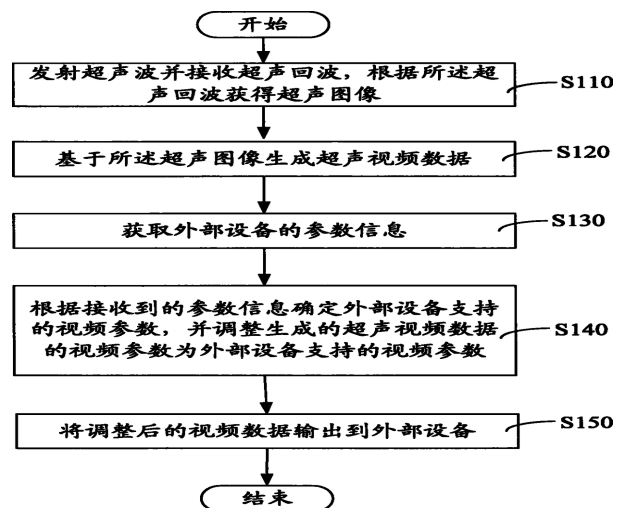 开始
发射超声波并接收超声回波，根据所述超
声回波获得超声图像
S110
基于所述超声图像生成超声视频数据
S120
获取外部设备的参数信息
S130
根据接收到的参数信息确定外部设备支持
的视频参数，并调整生成的超声视频数据
的视频参数为外部设备支持的视频参数
S140
将调整后的视频数据输出到外部设备
S150
结束